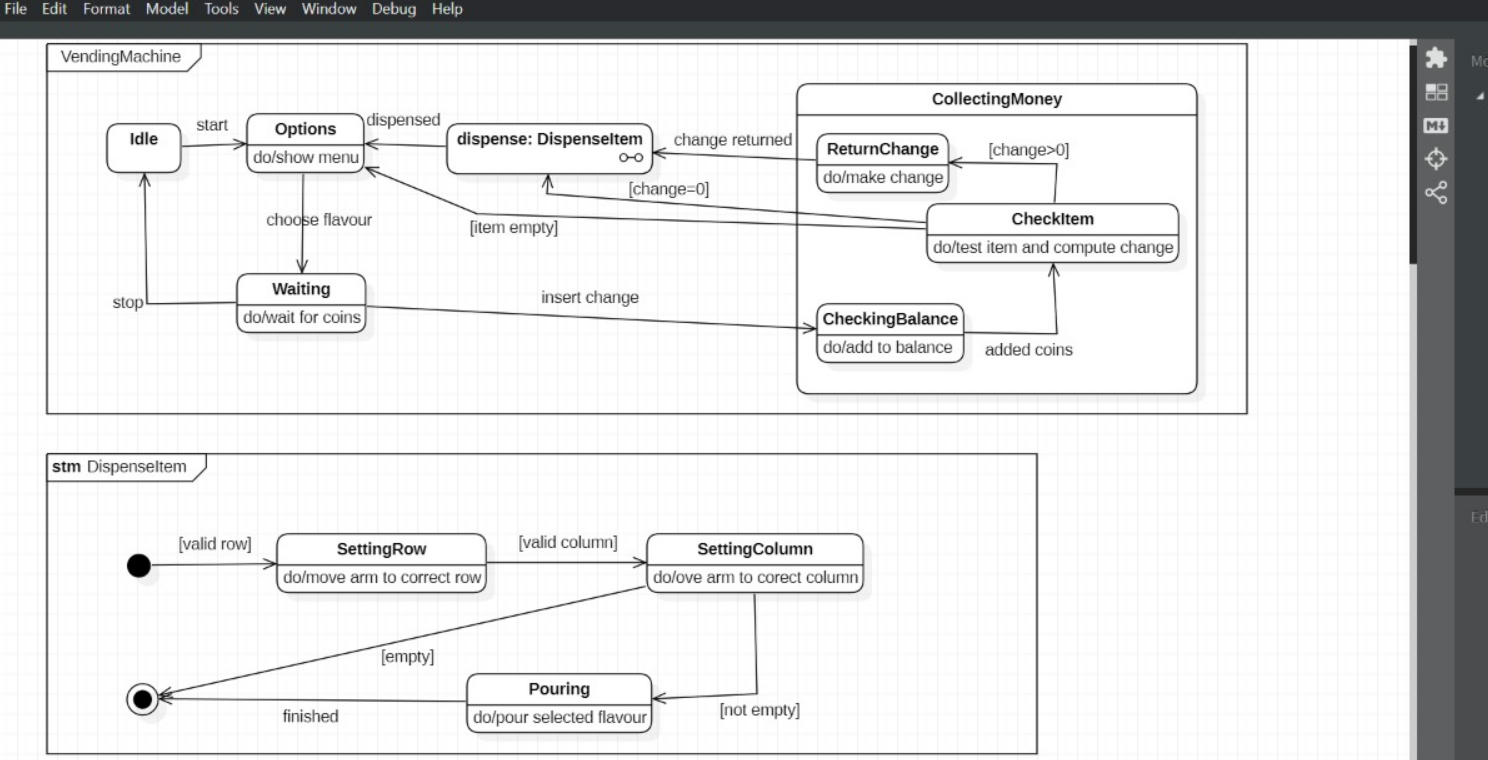 File Edit Format Model Tools View Window Debug Help
VendingMachine
Idle
start
Options
do/show menu
dispensed
dispense: DispenseItem
change returned
CollectingMoney
ReturnChange
do/make change
[change>0]
[change=0]
CheckItem
do/test item and compute change
choose flavour
[item empty]
Waiting
do/wait for coins
stop
insert change
CheckingBalance
do/add to balance
added coins
stm DispenseItem
[valid row]
SettingRow
do/move arm to correct row
[valid column]
SettingColumn
do/ove arm to corect column
[empty]
Pouring
do/pour selected flavour
[not empty]
finished
M